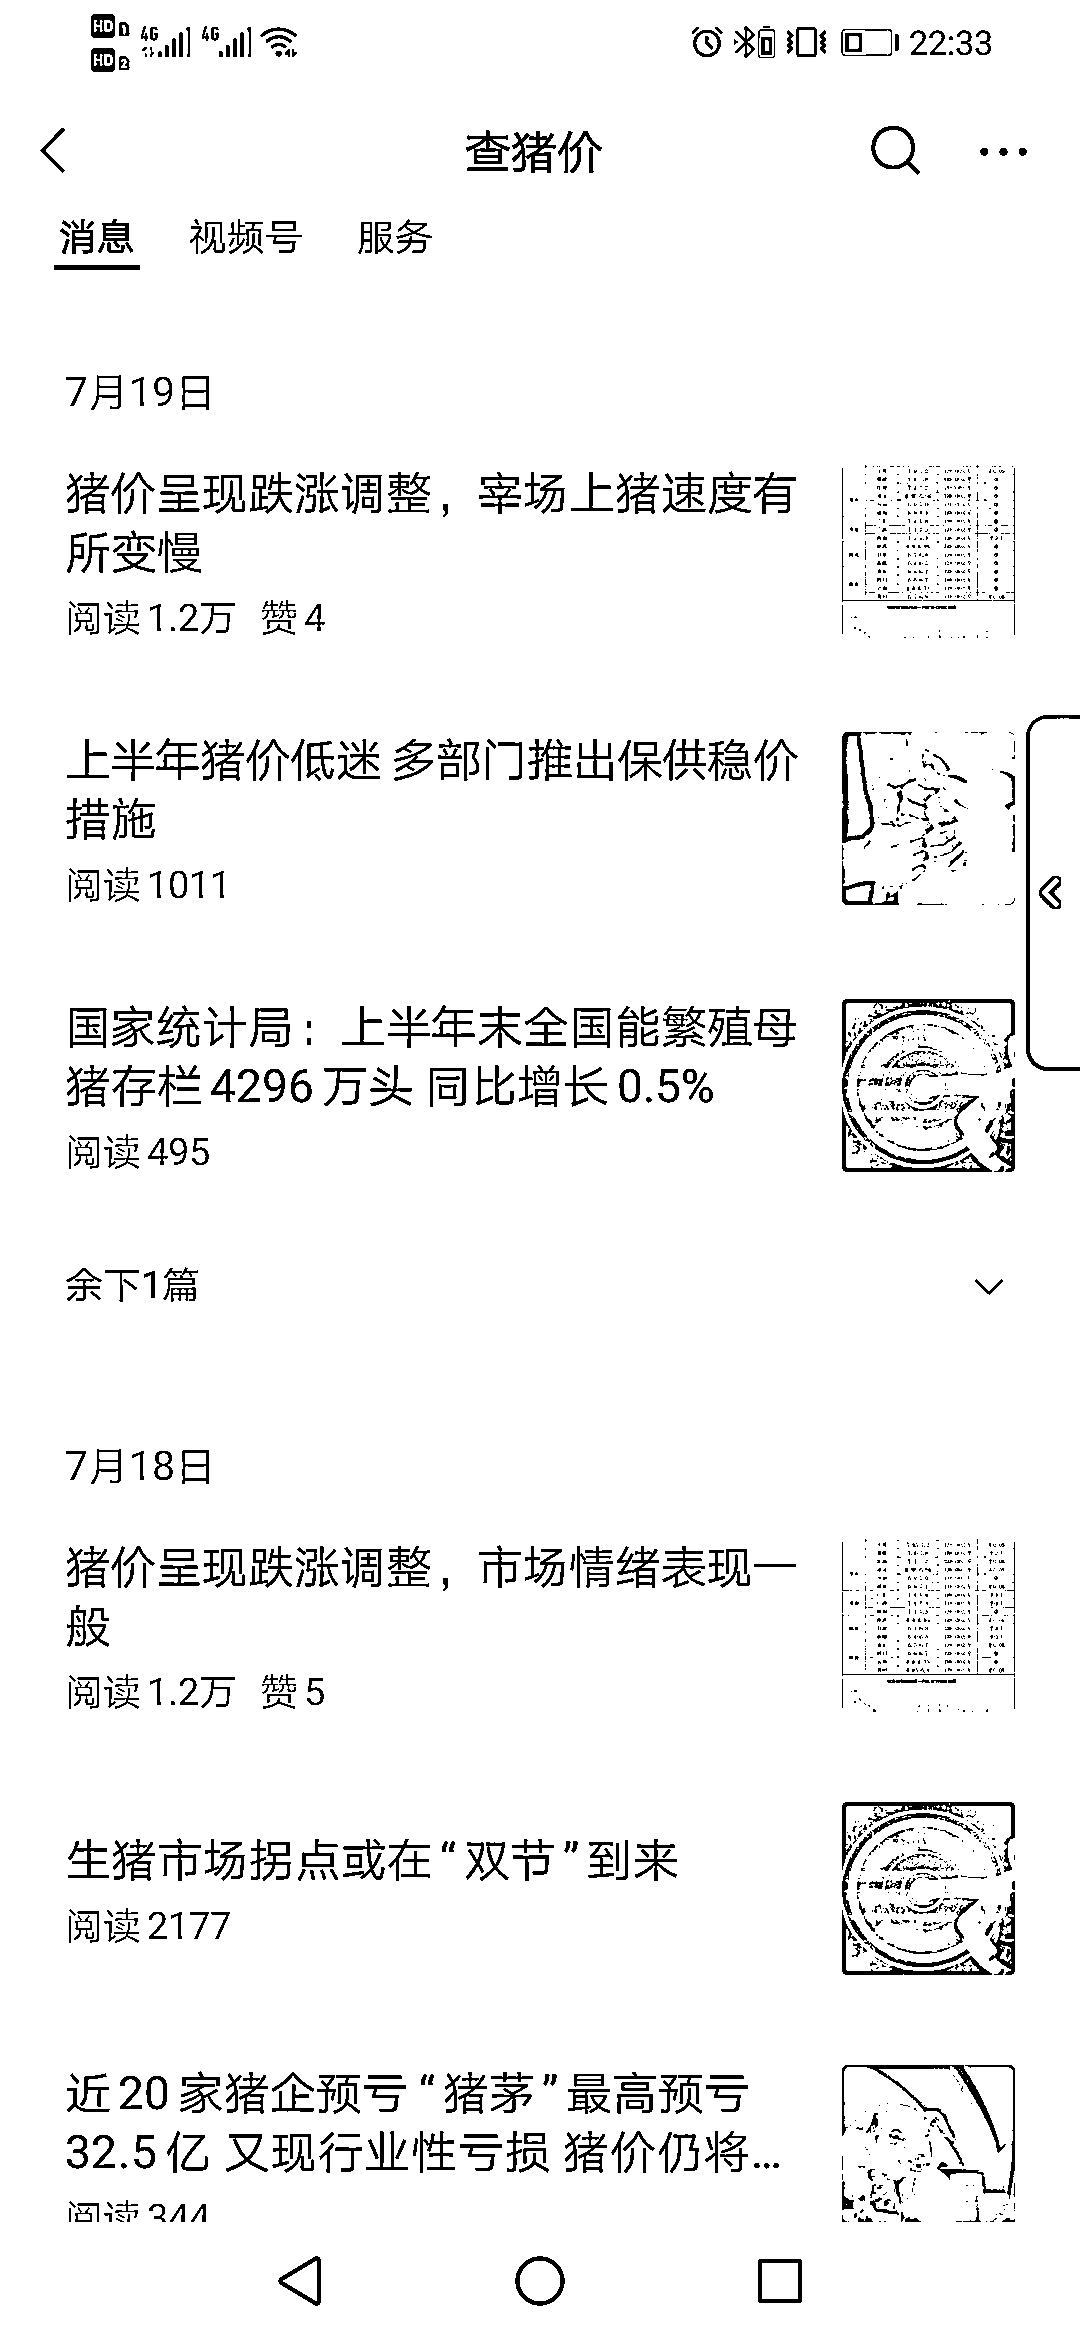 HD 1 4G 4G 22:33
HD 2
查猪价
消息 视频号 服务
7月19日
猪价呈现跌涨调整，宰场上猪速度有
所变慢
阅读 1.2万 赞 4
上半年猪价低迷 多部门推出保供稳价
措施
阅读 1011
国家统计局：上半年末全国能繁殖母
猪存栏 4296 万头 同比增长 0.5%
阅读 495
余下1篇
7月18日
猪价呈现跌涨调整，市场情绪表现一
般
阅读 1.2万 赞 5
生猪市场拐点或在“双节”到来
阅读 2177
近 20 家猪企预亏“猪茅”最高预亏
32.5 亿 又现行业性亏损 猪价仍将...
阅读 344